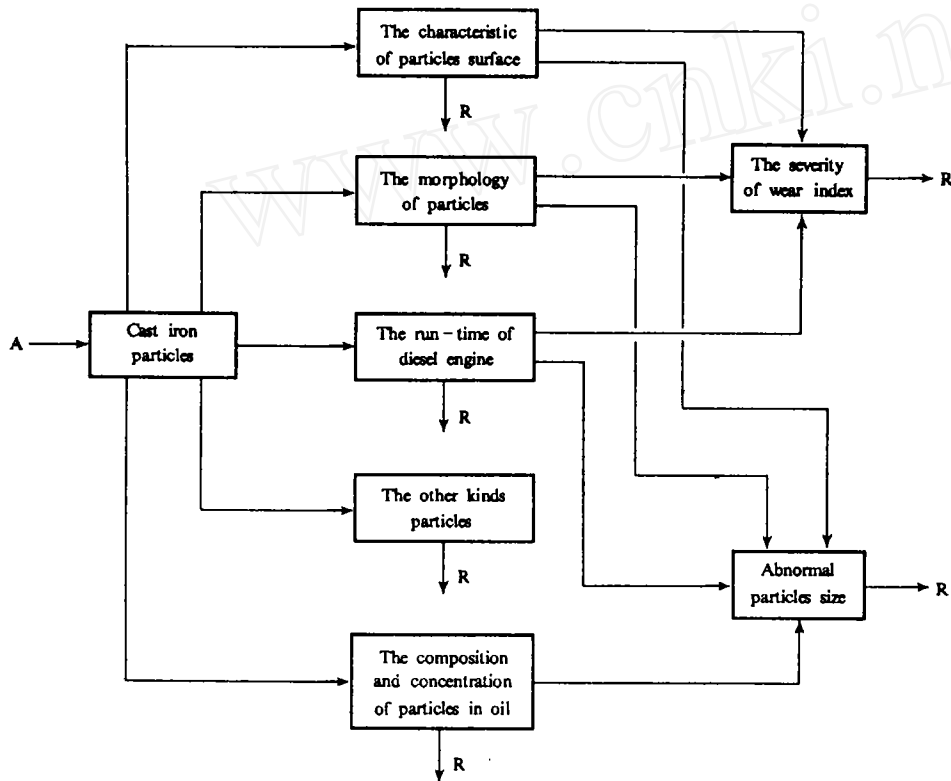 The characteristic
of particles surface
R
The morphology
of particles
R
The severity
of wear index
R
A
Cast iron
particles
The run-time of
diesel engine
R
The other kinds
particles
R
Abnormal
particles size
R
The composition
and concentration
of particles in oil
R
www.cnki.n